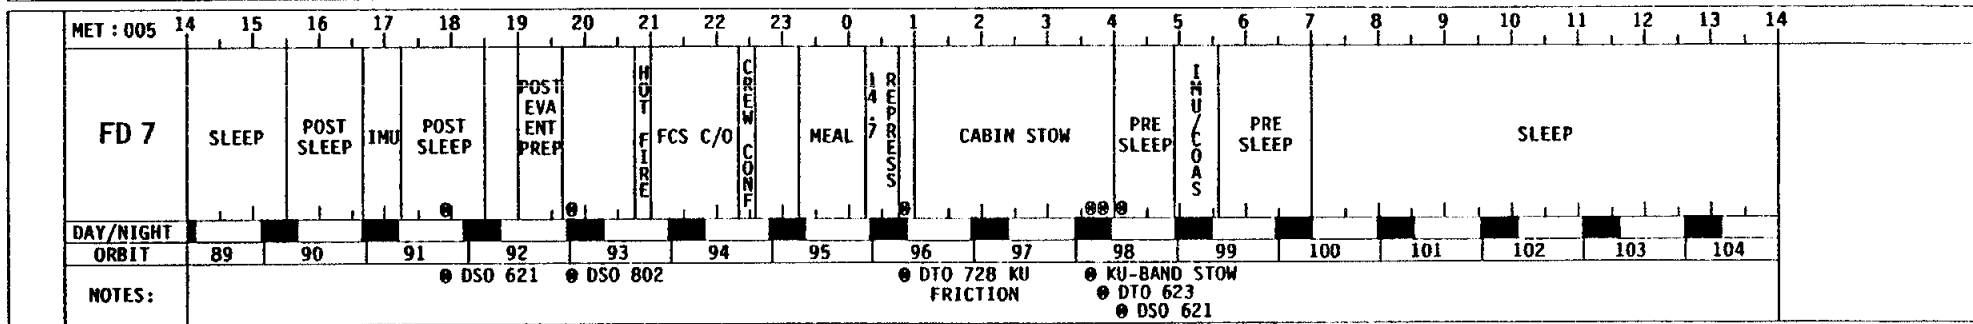 MET : 005 14 15 16 17 18 19 20 21 22 23 0 1 2 3 4 5 6 7 8 9 10 11 12 13 14
FD 7
SLEEP
POST
SLEEP
IMU
POST
SLEEP
POST
EVA
ENT
PREP
HOT FIRE
FCS C/O
CREW CONF
MEAL
14.7
REPRESS
CABIN STOW
PRE
SLEEP
IMU/COAS
PRE
SLEEP
SLEEP
DAY/NIGHT
ORBIT 89 90 91 92 93 94 95 96 97 98 99 100 101 102 103 104
NOTES:
DSO 621
DSO 802
DTO 728 KU
FRICTION
KU-BAND STOW
DTO 623
DSO 621